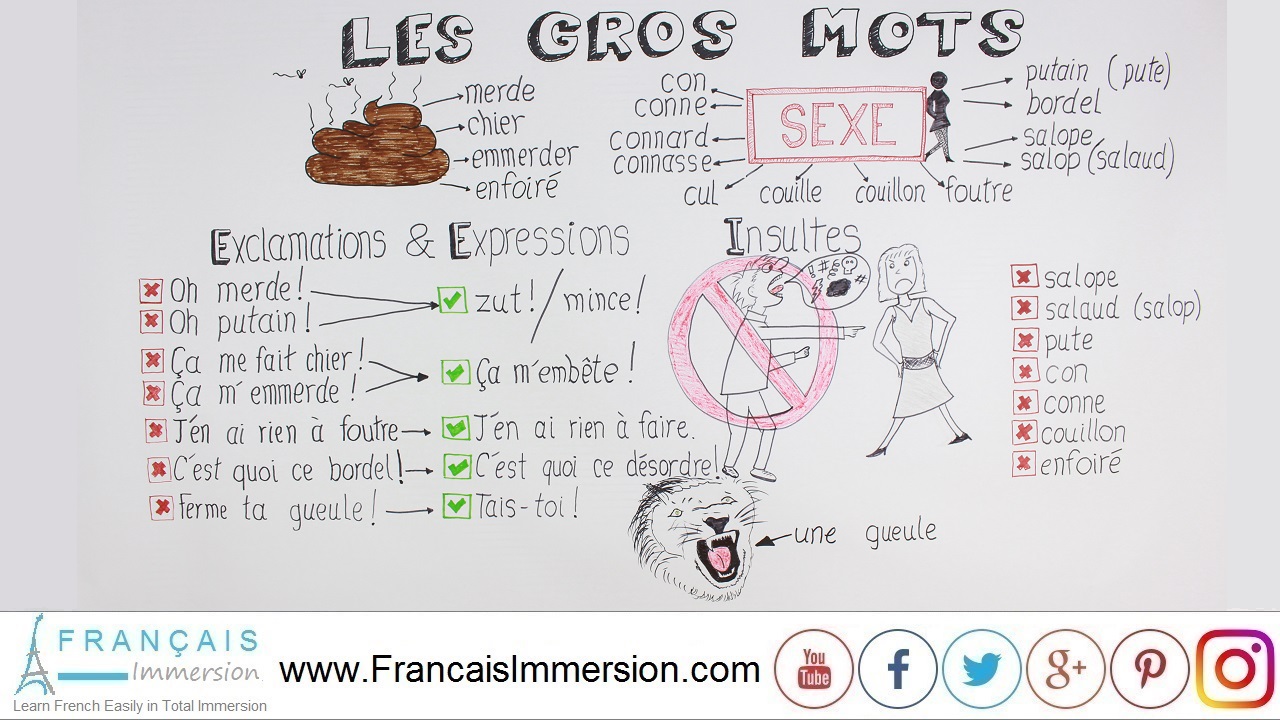 LES GROS MOTS
merde
chier
emmerder
enfoiré
con
conne
connard
connasse
SEXE
cul
couille
couillon
foutre
putain (pute)
bordel
salope
salop (salaud)
Exclamations & Expressions
Oh merde!
Oh putain!
zut! / mince!
Ça me fait chier!
Ça m'emmerde!
Ça m'embête!
J'en ai rien à foutre
J'en ai rien à faire.
C'est quoi ce bordel!
C'est quoi ce désordre!
Ferme ta gueule!
Tais-toi!
Insultes
!#$
#
salope
salaud (salop)
pute
con
conne
couillon
enfoiré
une gueule
FRANÇAIS
Immersion
Learn French Easily in Total Immersion
www.FrancaisImmersion.com
You
Tube
f
g+